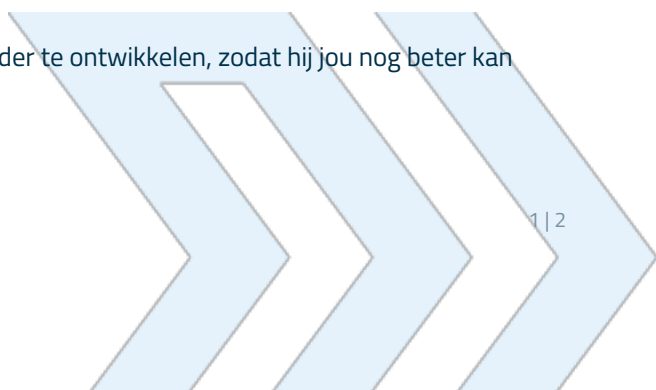 der te ontwikkelen, zodat hij jou nog beter kan
1 | 2